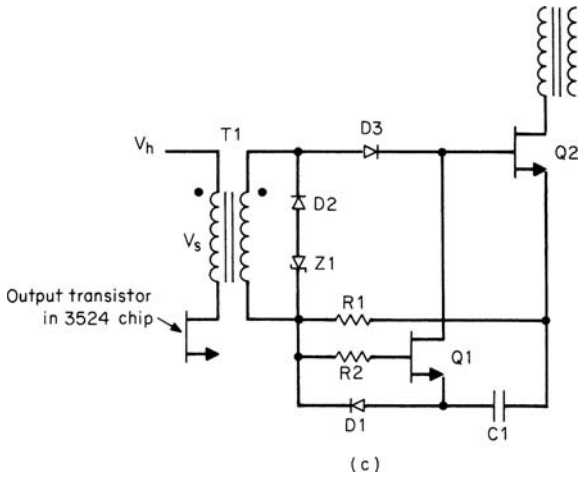 T1
D3
Q2
Vh
D2
Vs
Z1
Output transistor
in 3524 chip
R1
R2
Q1
D1
C1
(c)